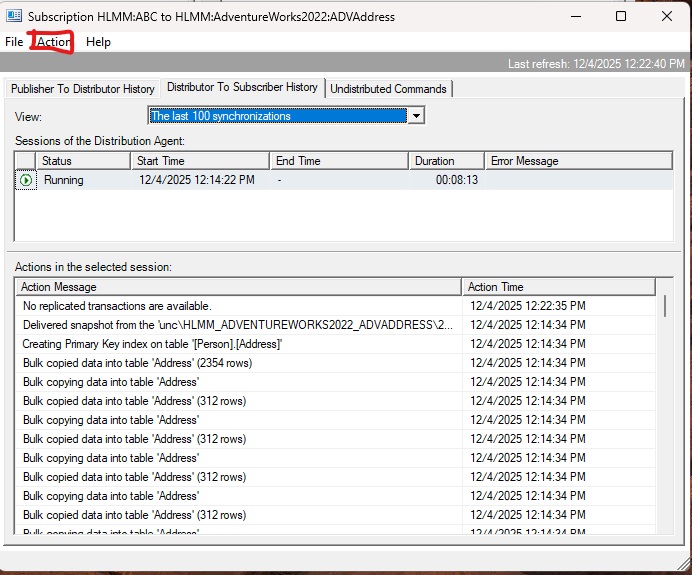 Subscription HLMM:ABC to HLMM:AdventureWorks2022:ADVAddress
File Action Help
Last refresh: 12/4/2025 12:22:40 PM
Publisher To Distributor History Distributor To Subscriber History Undistributed Commands
View: The last 100 synchronizations
Sessions of the Distribution Agent:
Status Start Time End Time Duration Error Message
Running 12/4/2025 12:14:22 PM - 00:08:13
Actions in the selected session:
Action Message Action Time
No replicated transactions are available. 12/4/2025 12:22:35 PM
Delivered snapshot from the 'unc\HLMM_ADVENTUREWORKS2022_ADVADDRESS\2... 12/4/2025 12:14:34 PM
Creating Primary Key index on table '[Person].[Address]' 12/4/2025 12:14:34 PM
Bulk copied data into table 'Address' (2354 rows) 12/4/2025 12:14:34 PM
Bulk copying data into table 'Address' 12/4/2025 12:14:34 PM
Bulk copied data into table 'Address' (312 rows) 12/4/2025 12:14:34 PM
Bulk copying data into table 'Address' 12/4/2025 12:14:34 PM
Bulk copied data into table 'Address' (312 rows) 12/4/2025 12:14:34 PM
Bulk copying data into table 'Address' 12/4/2025 12:14:34 PM
Bulk copied data into table 'Address' (312 rows) 12/4/2025 12:14:34 PM
Bulk copying data into table 'Address' 12/4/2025 12:14:34 PM
Bulk copied data into table 'Address' (312 rows) 12/4/2025 12:14:34 PM
Bulk copying data into table 'Address' 12/4/2025 12:14:34 PM